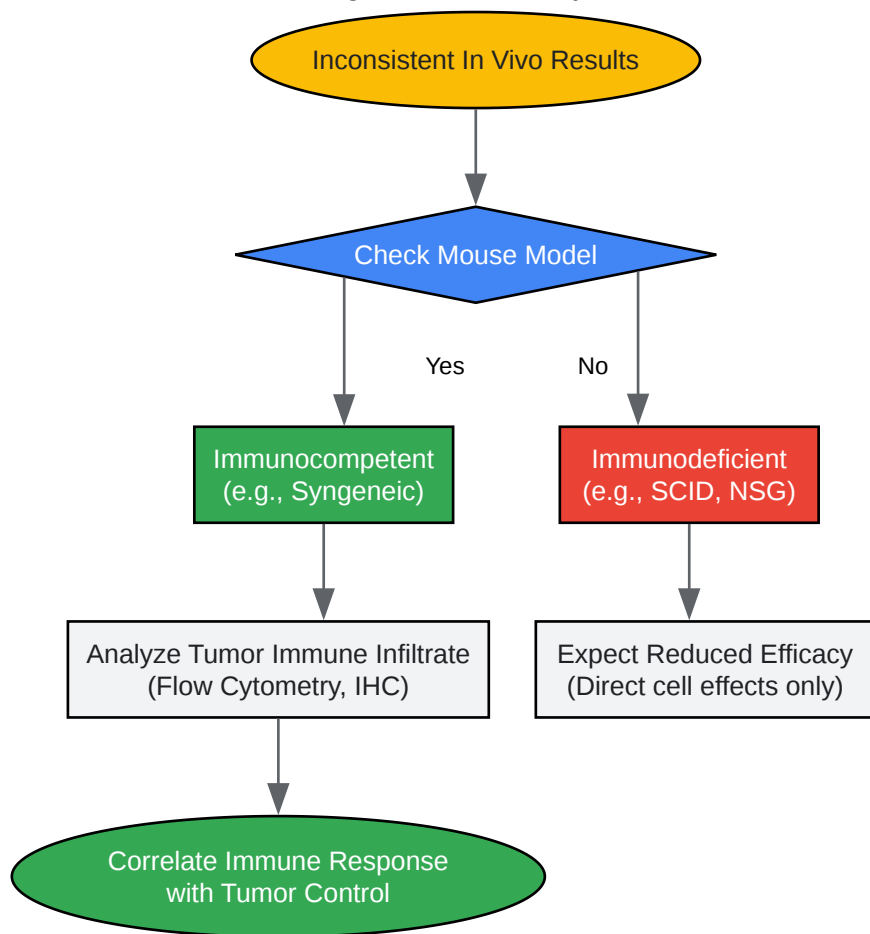 Inconsistent In Vivo Results
Check Mouse Model
Yes
No
Immunocompetent
(e.g., Syngeneic)
Immunodeficient
(e.g., SCID, NSG)
Analyze Tumor Immune Infiltrate
(Flow Cytometry, IHC)
Expect Reduced Efficacy
(Direct cell effects only)
Correlate Immune Response
with Tumor Control